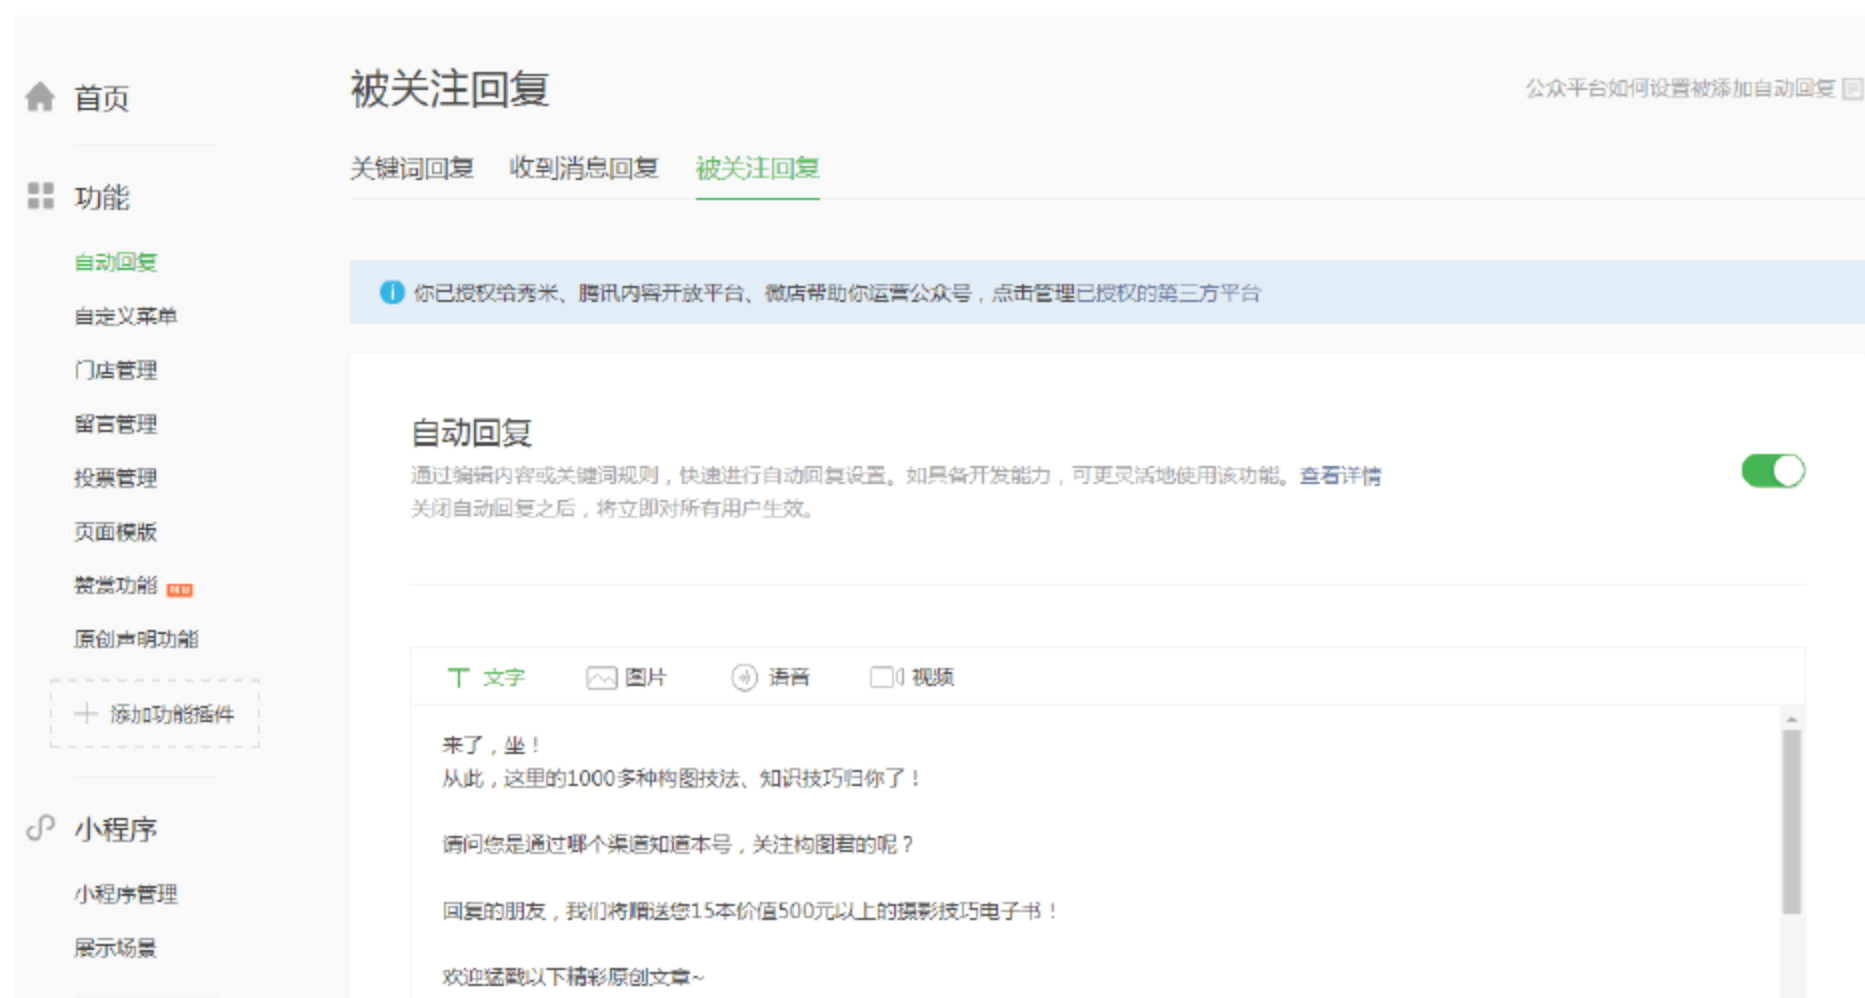 首页
功能
自动回复
自定义菜单
门店管理
留言管理
投票管理
页面模版
赞赏功能
原创声明功能
添加功能插件
小程序
小程序管理
展示场景
被关注回复
公众平台如何设置被添加自动回复
关键词回复 收到消息回复 被关注回复
你已授权给秀米、腾讯内容开放平台、微店帮助你运营公众号，点击管理已授权的第三方平台
自动回复
通过编辑内容或关键词规则，快速进行自动回复设置。如具备开发能力，可更灵活地使用该功能。查看详情
关闭自动回复之后，将立即对所有用户生效。
文字 图片 语音 视频
来了，坐！
从此，这里的1000多种构图技法、知识技巧归你了！
请问您是通过哪个渠道知道本号，关注构图君的呢？
回复的朋友，我们将赠送您15本价值500元以上的摄影技巧电子书！
欢迎猛戳以下精彩原创文章~